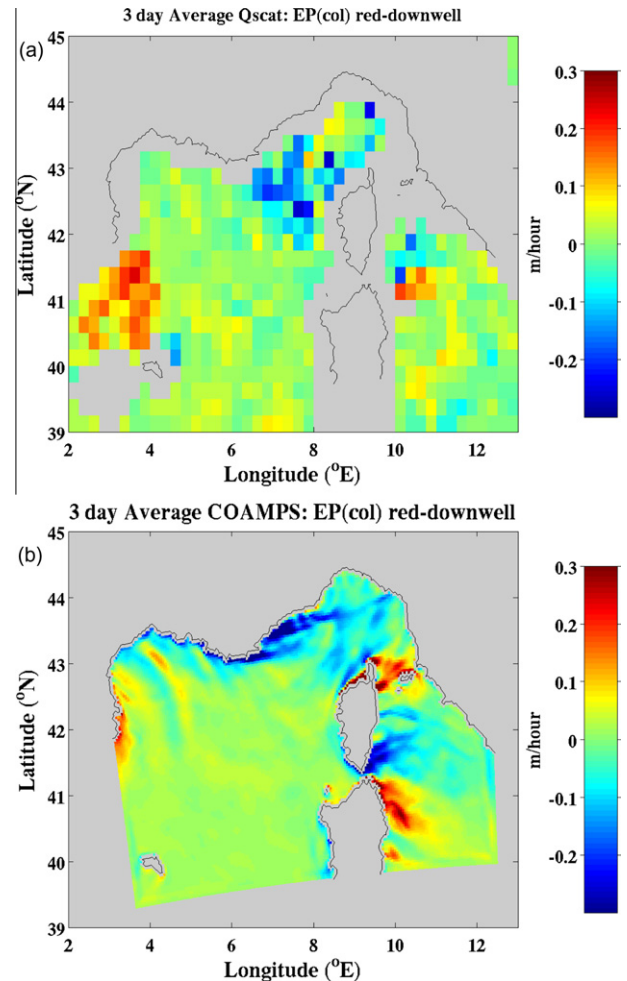 3 day Average Qscat: EP(col) red-downwell
(a)
45
44
43
42
41
40
39
Latitude (°N)
2 4 6 8 10 12
Longitude (°E)
0.3
0.2
0.1
0
-0.1
-0.2
m/hour
3 day Average COAMPS: EP(col) red-downwell
(b)
45
44
43
42
41
40
39
Latitude (°N)
2 4 6 8 10 12
Longitude (°E)
0.3
0.2
0.1
0
-0.1
-0.2
m/hour